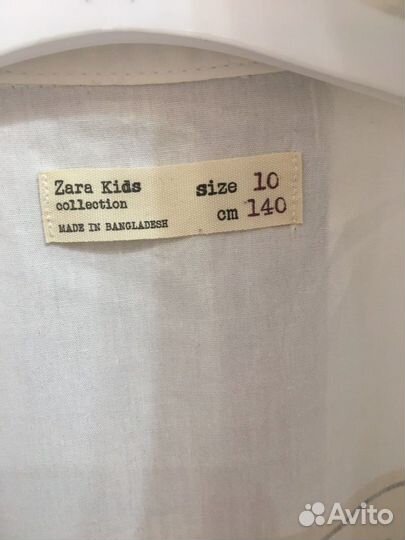 Zara Kids size 10
collection cm 140
MADE IN BANGLADESH
Avito